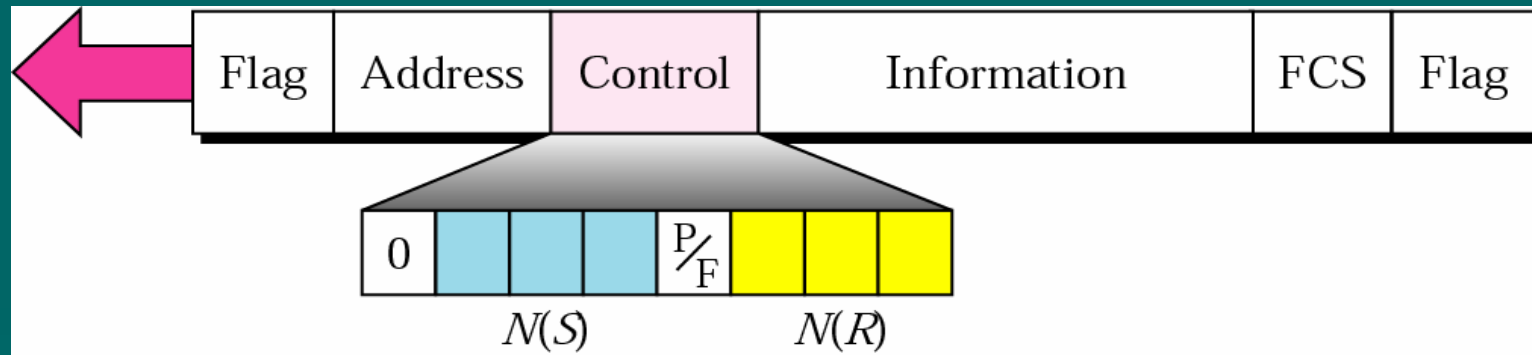 Flag Address Control Information FCS Flag
0 P/F
N(S) N(R)